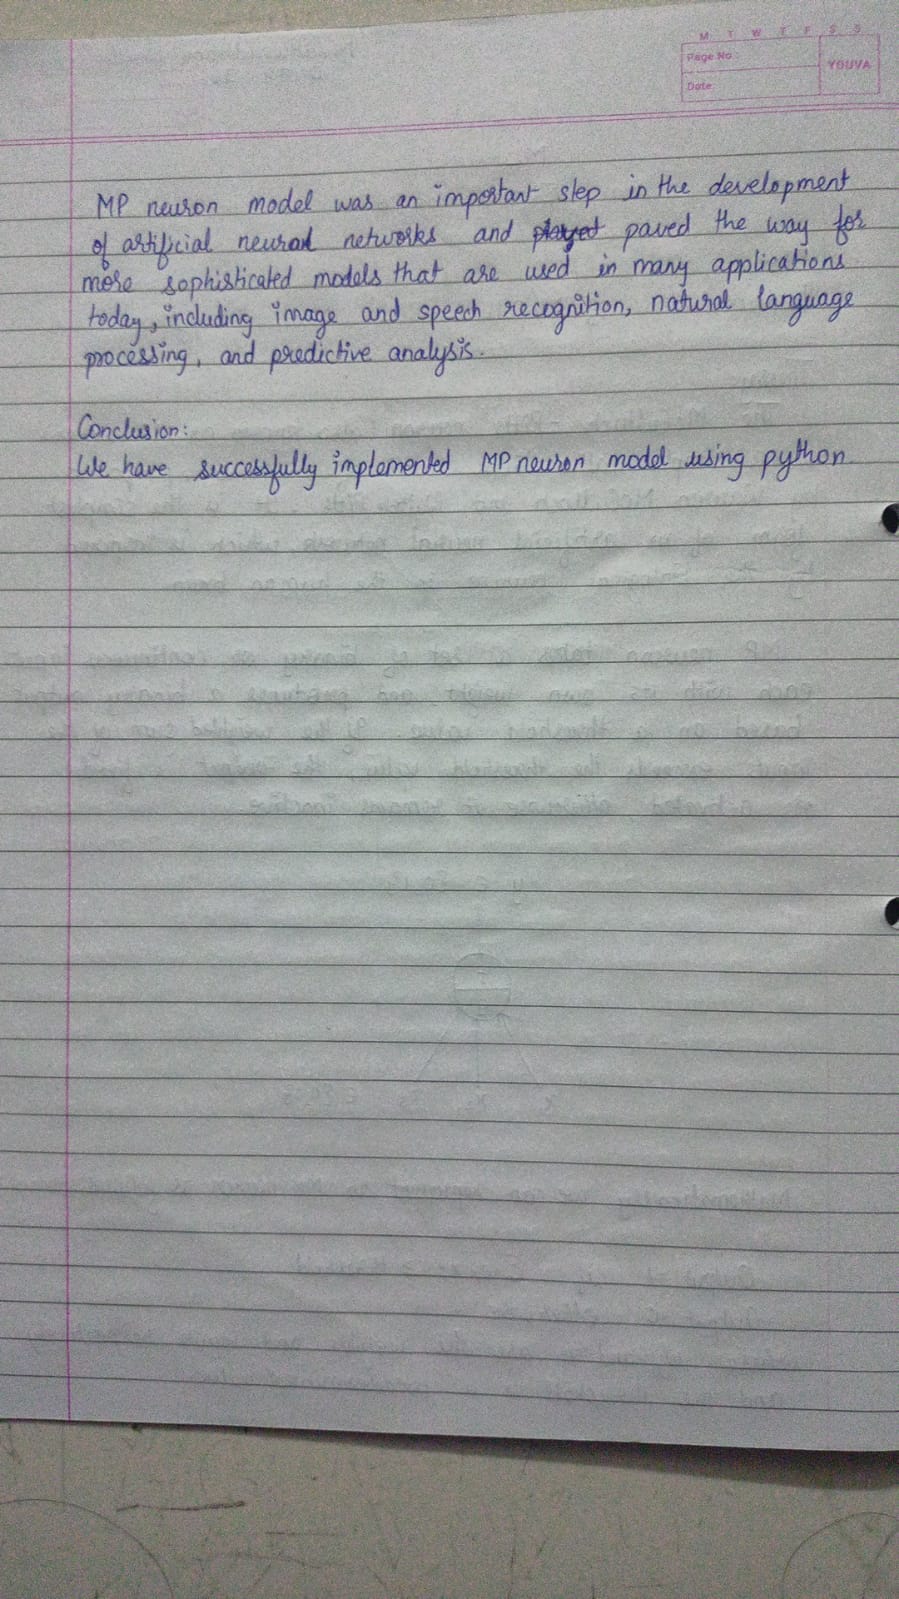 M T W T F S S
Page No.:
YOUVA
Date:
MP neuron model was an important step in the development
of artificial neural networks and played paved the way for
more sophisticated models that are used in many applications
today, including image and speech recognition, natural language
processing, and predictive analysis.
Conclusion:
We have successfully implemented MP neuron model using python